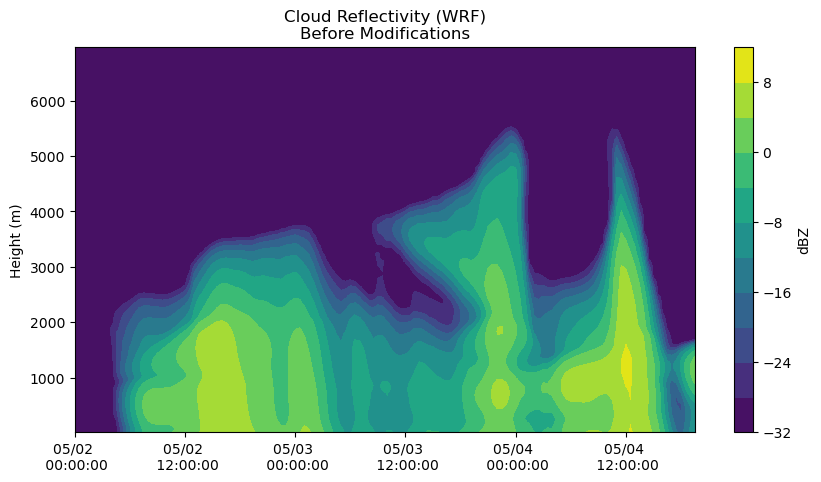 Cloud Reflectivity (WRF)
Before Modifications
Height (m)
6000
5000
4000
3000
2000
1000
05/02 05/02 05/03 05/03 05/04 05/04
00:00:00 12:00:00 00:00:00 12:00:00 00:00:00 12:00:00
8
0
−8
−16
−24
−32
dBZ